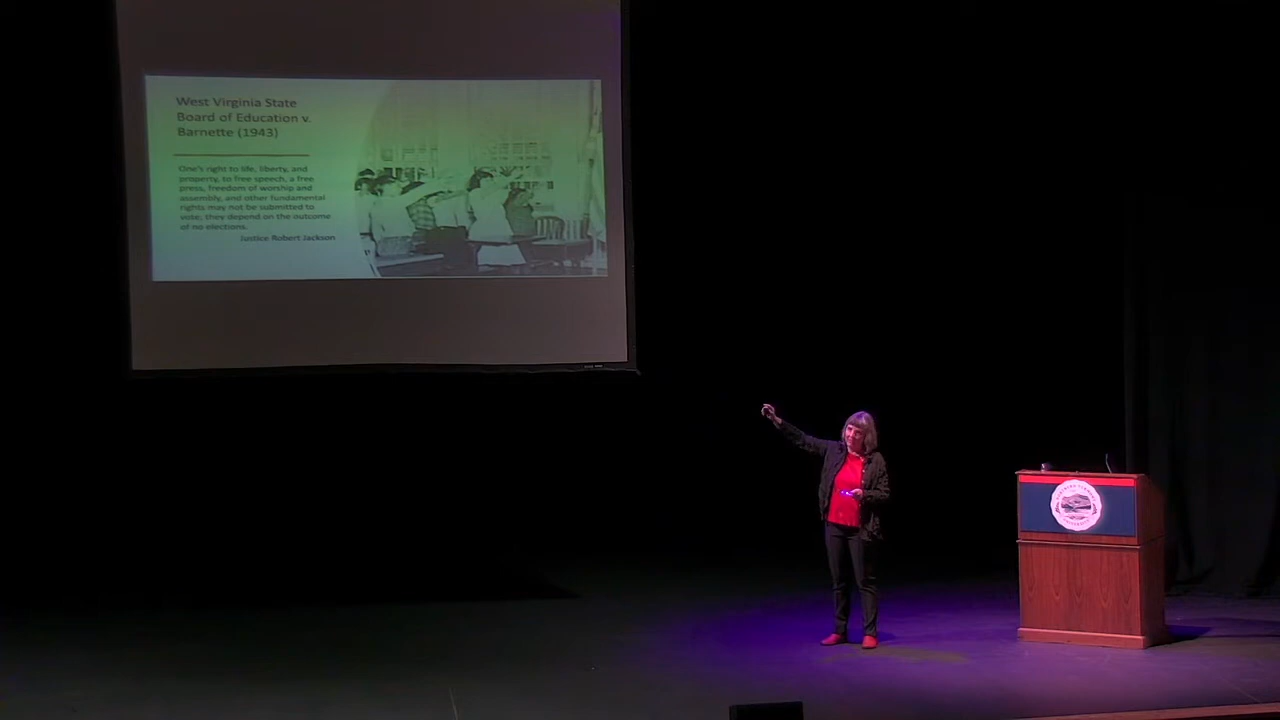 West Virginia State
Board of Education v.
Barnette (1943)
One's right to life, liberty, and
property, to free speech, a free
press, freedom of worship and
assembly, and other fundamental
rights may not be submitted to
vote; they depend on the outcome
of no elections.
Justice Robert Jackson